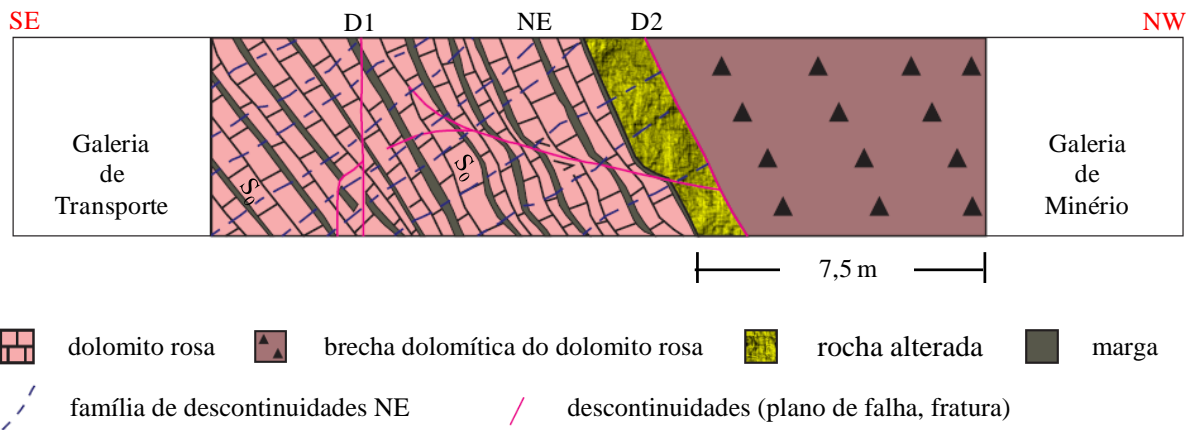 SE D1 NE D2 NW
Galeria
de
Transporte
S₀
S₀
Galeria
de
Minério
7,5 m
dolomito rosa brecha dolomítica do dolomito rosa rocha alterada marga
família de descontinuidades NE descontinuidades (plano de falha, fratura)